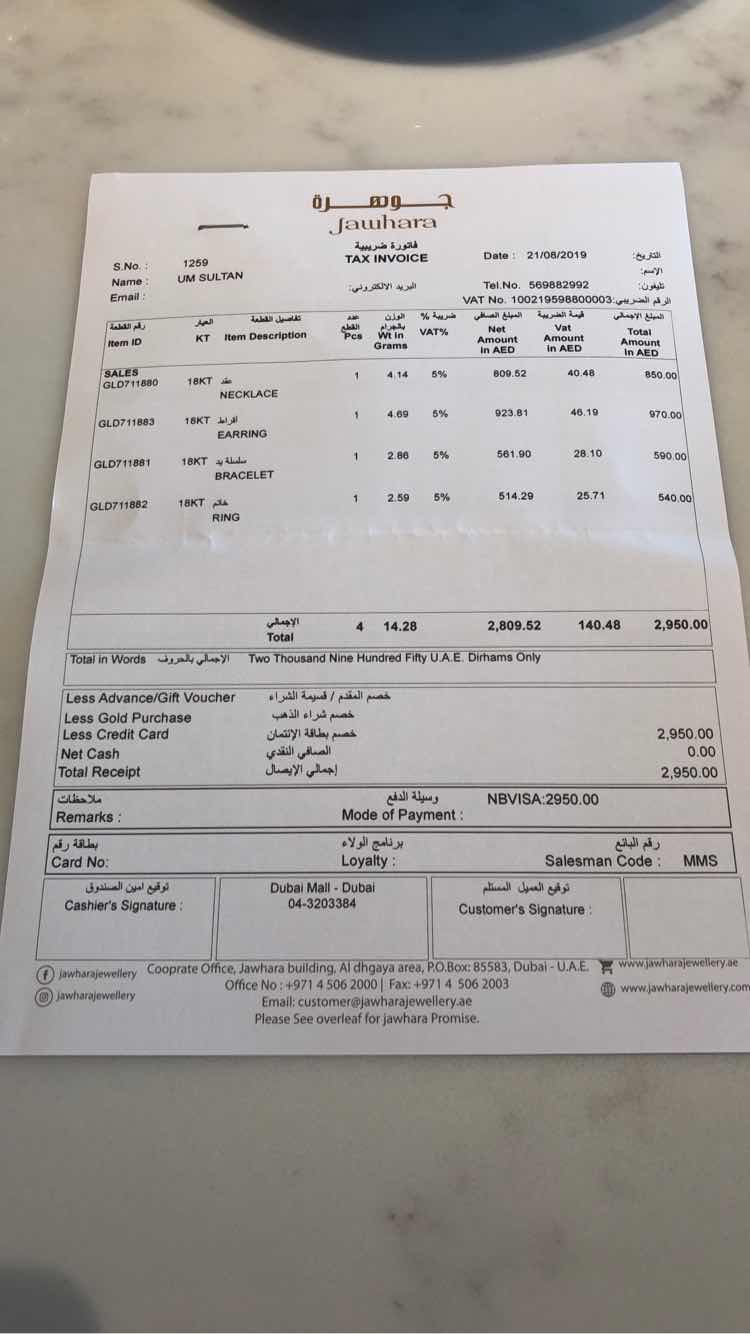 جوهرة
Jawhara
فاتورة ضريبية
TAX INVOICE
S.No. : 1259
Date : 21/08/2019 التاريخ:
Name : UM SULTAN الإسم:
Email : البريد الالكتروني: Tel.No. 569882992 تليفون:
VAT No. 100219598800003:الرقم الضريبي
رقم القطعة العيار تفاصيل القطعة عدد القطع الوزن بالجرام ضريبة % المبلغ الصافي قيمة الضريبة المبلغ الإجمالي
Item ID KT Item Description Pcs Wt in Grams VAT% Net Amount in AED Vat Amount in AED Total Amount in AED
SALES
GLD711880 18KT عقد 1 4.14 5% 809.52 40.48 850.00
NECKLACE
GLD711883 18KT أقراط 1 4.69 5% 923.81 46.19 970.00
EARRING
GLD711881 18KT سلسلة يد 1 2.86 5% 561.90 28.10 590.00
BRACELET
GLD711882 18KT خاتم 1 2.59 5% 514.29 25.71 540.00
RING
الإجمالي
Total 4 14.28 2,809.52 140.48 2,950.00
Total in Words الإجمالي بالحروف Two Thousand Nine Hundred Fifty U.A.E. Dirhams Only
Less Advance/Gift Voucher خصم المقدم / قسيمة الشراء
Less Gold Purchase خصم شراء الذهب
Less Credit Card خصم بطاقة الإئتمان 2,950.00
Net Cash الصافي النقدي 0.00
Total Receipt إجمالي الإيصال 2,950.00
ملاحظات وسيلة الدفع
Remarks : Mode of Payment : NBVISA:2950.00
بطاقة رقم برنامج الولاء رقم البائع
Card No: Loyalty : Salesman Code : MMS
توقيع امين الصندوق
Cashier's Signature :
Dubai Mall - Dubai
04-3203384
توقيع العميل المستلم
Customer's Signature :
jawharajewellery
jawharajewellery
Cooprate Office, Jawhara building, Al dhgaya area, P.O.Box: 85583, Dubai - U.A.E.
Office No : +971 4 506 2000 | Fax: +971 4 506 2003
Email: customer@jawharajewellery.ae
Please See overleaf for jawhara Promise.
www.jawharajewellery.ae
www.jawharajewellery.com